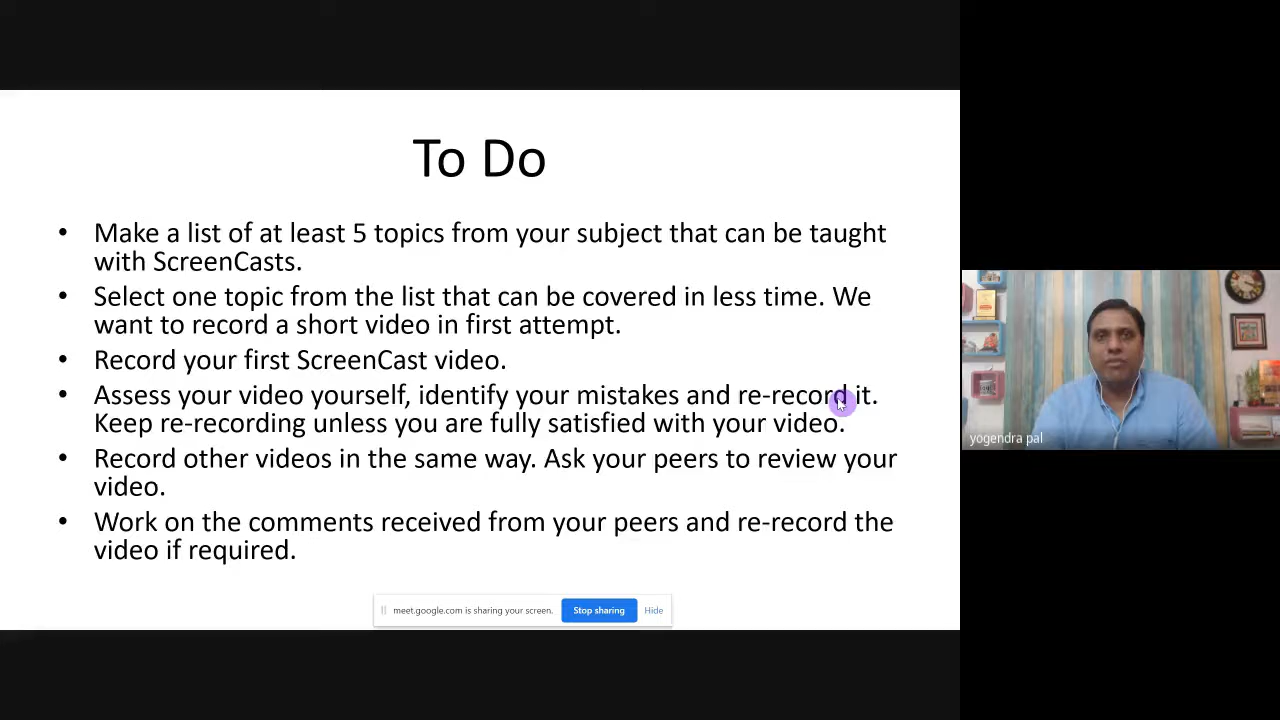 To Do
• Make a list of at least 5 topics from your subject that can be taught
with ScreenCasts.
• Select one topic from the list that can be covered in less time. We
want to record a short video in first attempt.
• Record your first ScreenCast video.
• Assess your video yourself, identify your mistakes and re-record it.
Keep re-recording unless you are fully satisfied with your video.
• Record other videos in the same way. Ask your peers to review your
video.
• Work on the comments received from your peers and re-record the
video if required.
meet.google.com is sharing your screen. Stop sharing Hide
yogendra pal